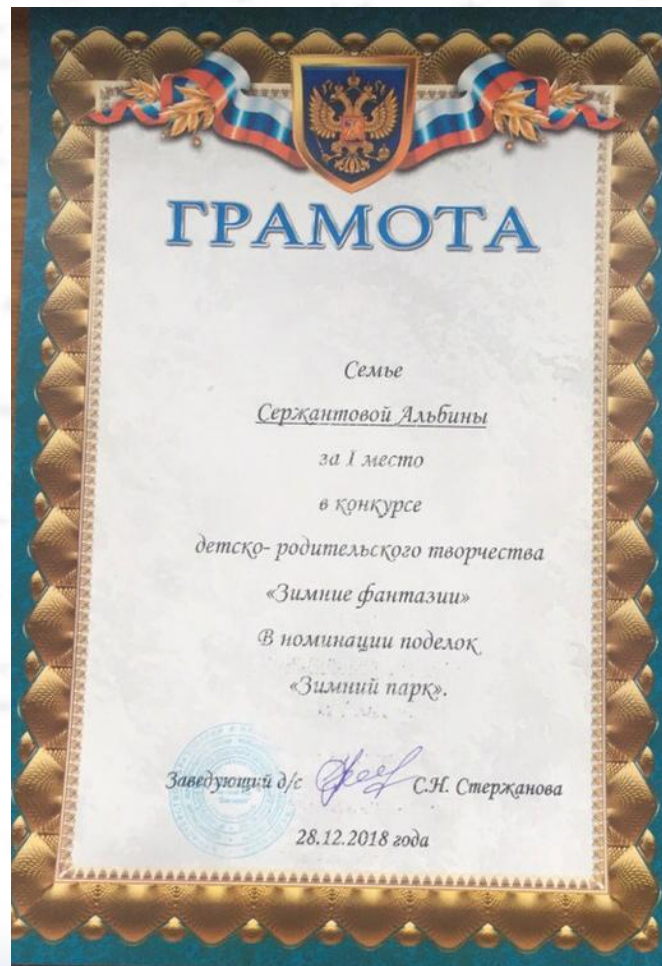 ГРАМОТА
Семье
Сержантовой Альбины
за I место
в конкурсе
детско- родительского творчества
«Зимние фантазии»
В номинации поделок
«Зимний парк».
Заведующий д/с С.Н. Стержанова
28.12.2018 года